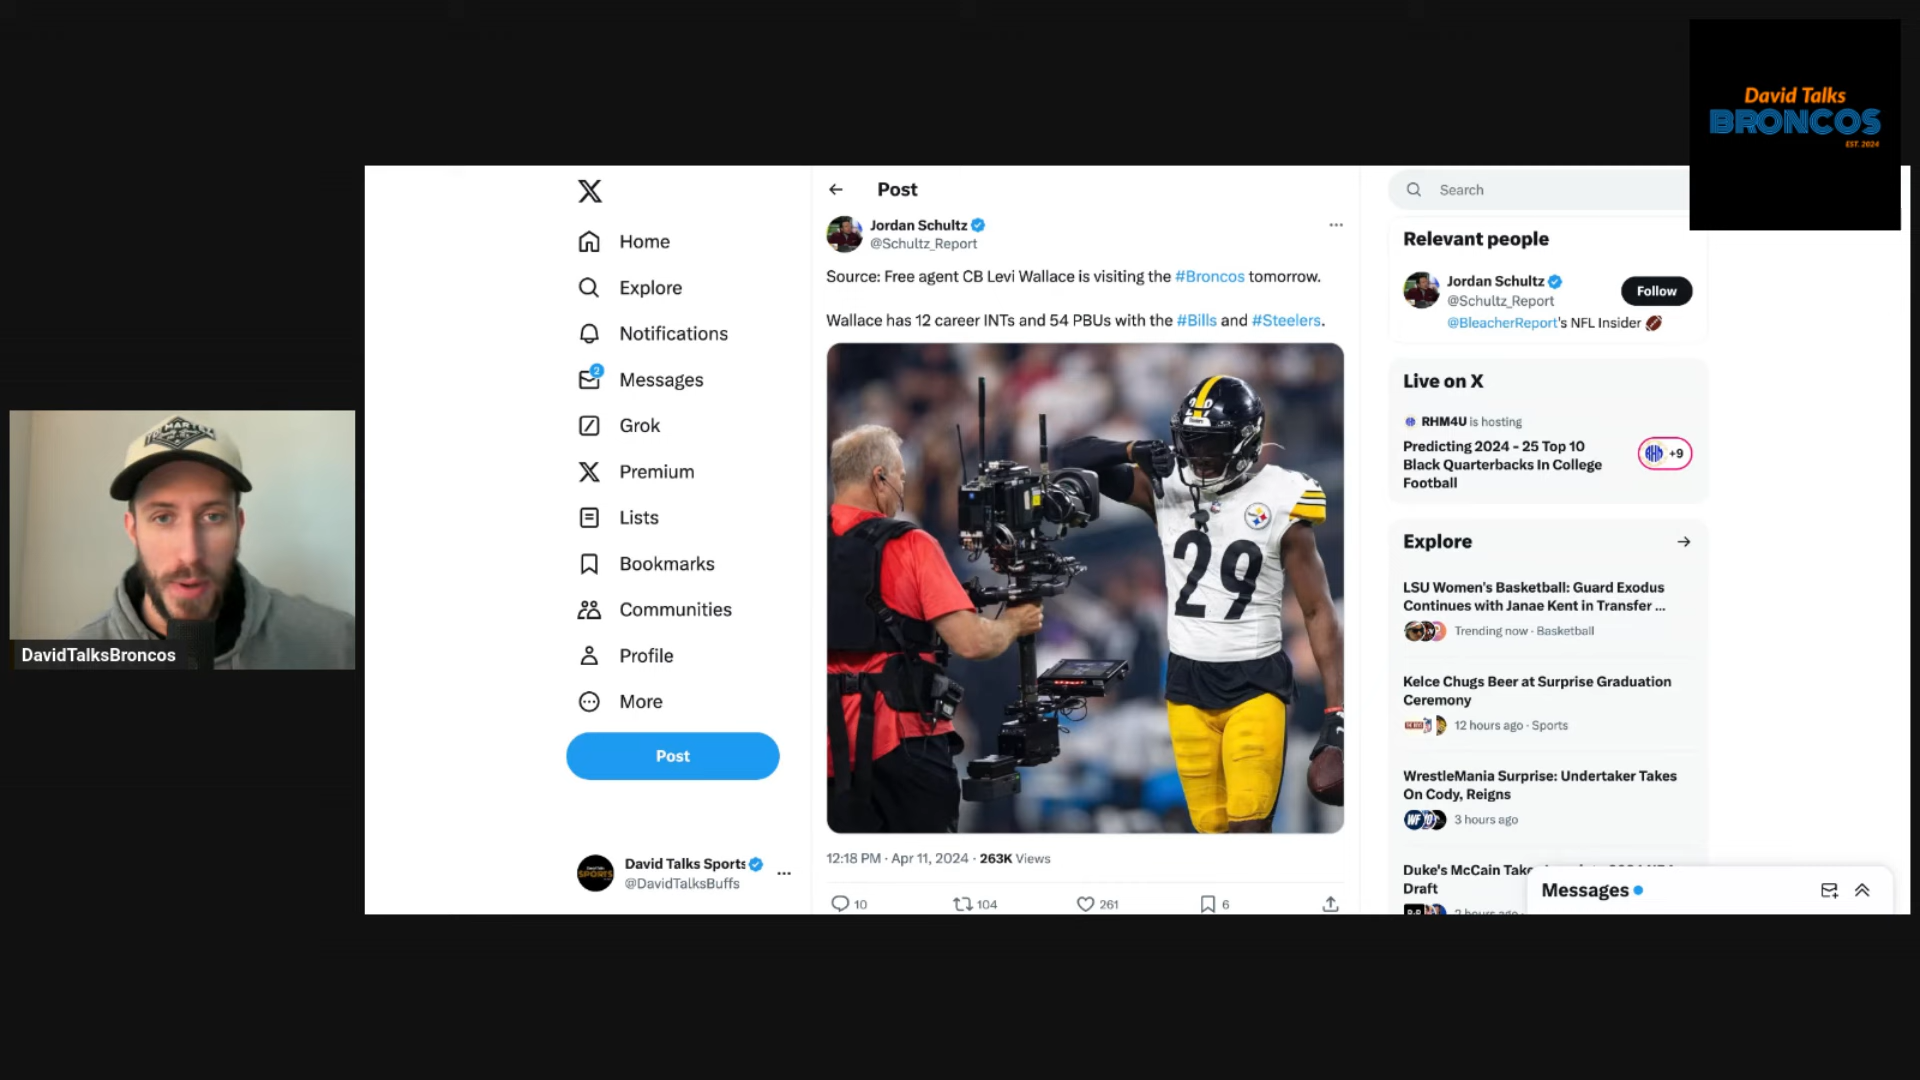 David Talks
BRONCOS
EST. 2024
DavidTalksBroncos
Home
Explore
Notifications
2
Messages
Grok
Premium
Lists
Bookmarks
Communities
Profile
More
Post
David Talks Sports
@DavidTalksBuffs
Post
Jordan Schultz
@Schultz_Report
Source: Free agent CB Levi Wallace is visiting the #Broncos tomorrow.
Wallace has 12 career INTs and 54 PBUs with the #Bills and #Steelers.
29
12:18 PM · Apr 11, 2024 · 263K Views
10
104
261
6
Search
Relevant people
Jordan Schultz
@Schultz_Report
Follow
@BleacherReport's NFL Insider
Live on X
RHM4U is hosting
Predicting 2024 - 25 Top 10
Black Quarterbacks In College
Football
+9
Explore
LSU Women's Basketball: Guard Exodus
Continues with Janae Kent in Transfer ...
Trending now · Basketball
Kelce Chugs Beer at Surprise Graduation
Ceremony
12 hours ago · Sports
WrestleMania Surprise: Undertaker Takes
On Cody, Reigns
3 hours ago
Duke's McCain
Draft
Messages